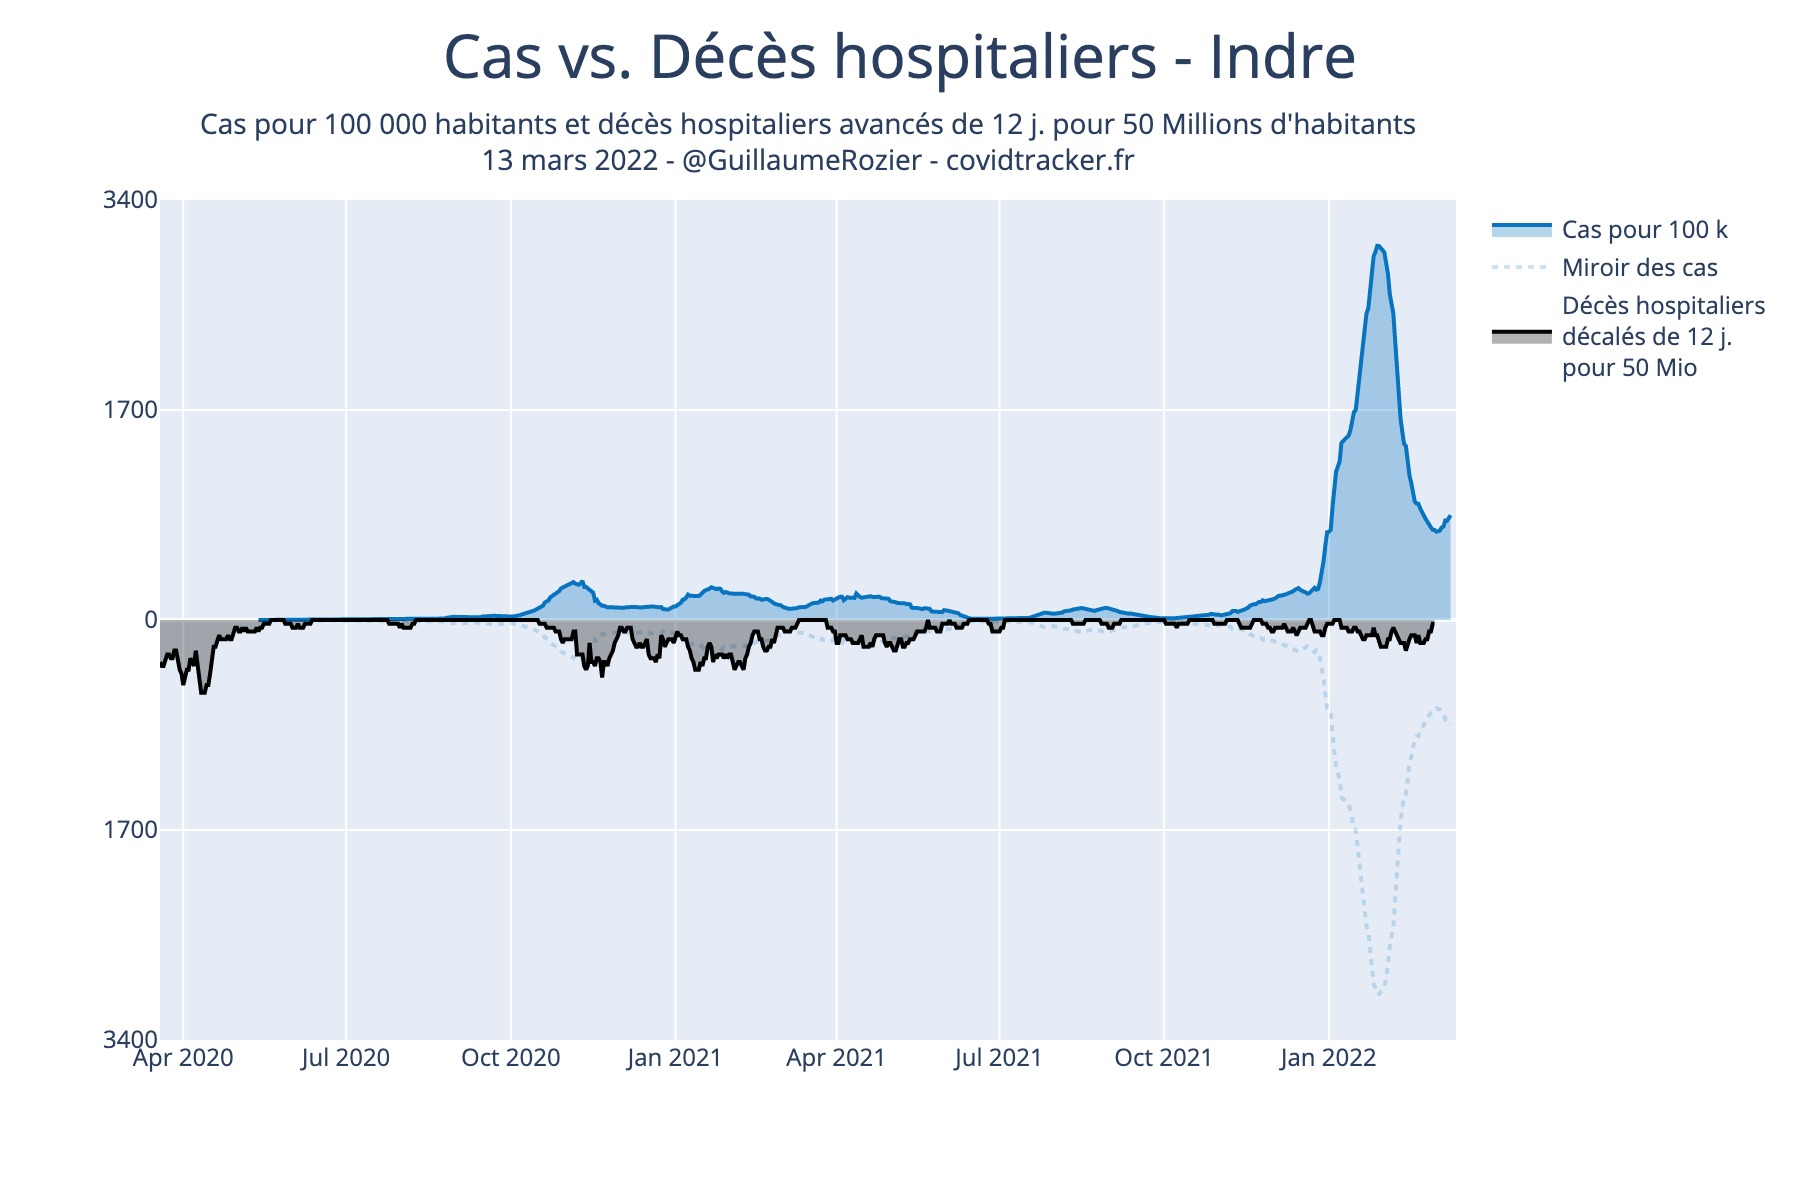 Cas vs. Décès hospitaliers - Indre
Cas pour 100 000 habitants et décès hospitaliers avancés de 12 j. pour 50 Millions d'habitants
13 mars 2022 - @GuillaumeRozier - covidtracker.fr
3400
1700
0
1700
3400
Apr 2020
Jul 2020
Oct 2020
Jan 2021
Apr 2021
Jul 2021
Oct 2021
Jan 2022
Cas pour 100 k
Miroir des cas
Décès hospitaliers
décalés de 12 j.
pour 50 Mio